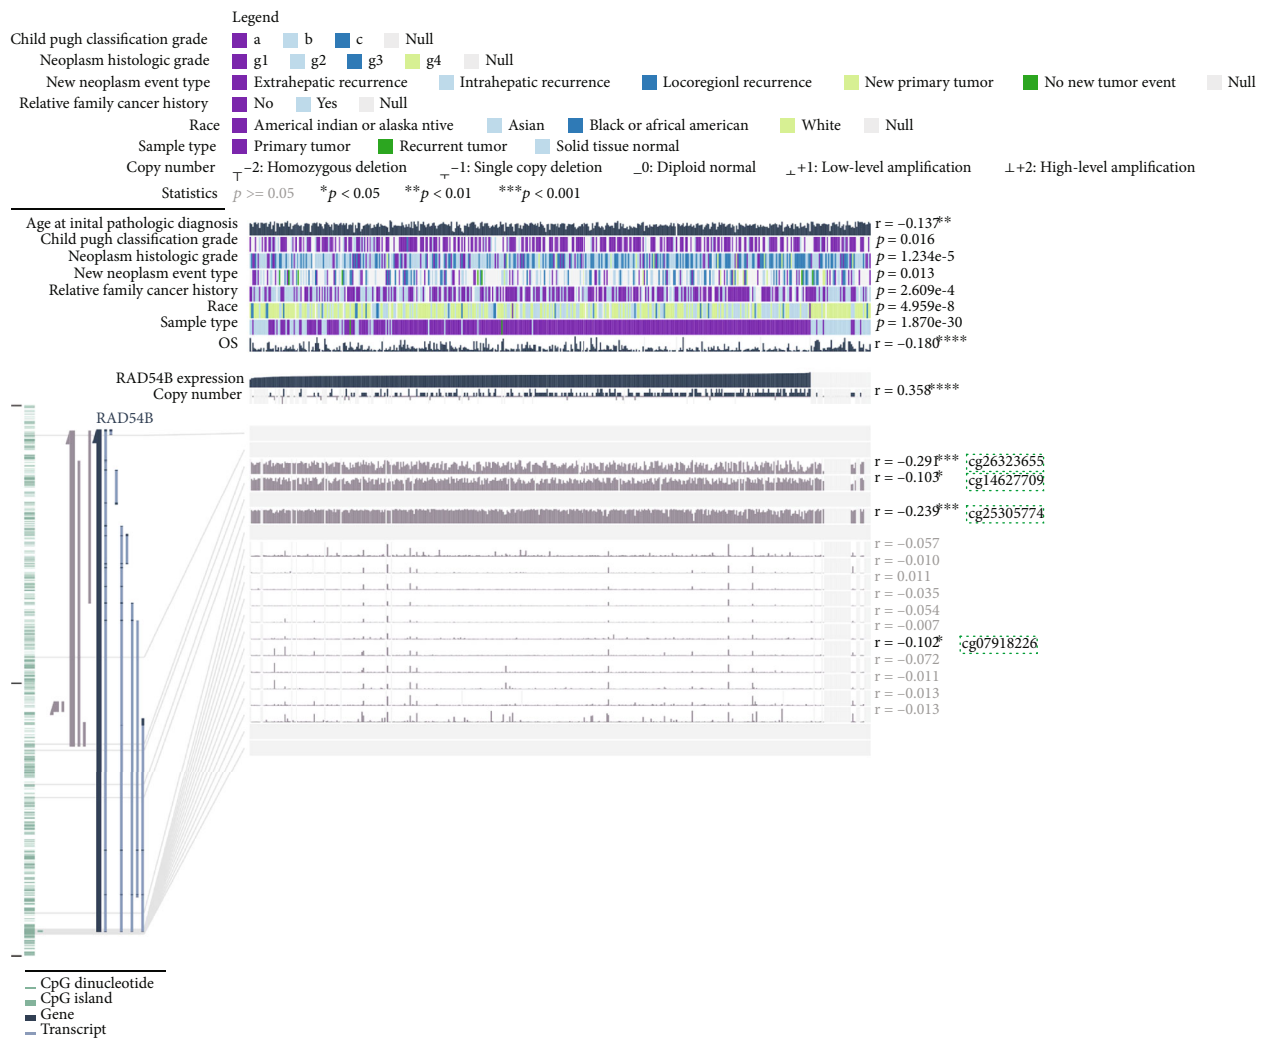 Legend
Child pugh classification grade a b c Null
Neoplasm histologic grade g1 g2 g3 g4 Null
New neoplasm event type Extrahepatic recurrence Intrahepatic recurrence Locoregionl recurrence New primary tumor No new tumor event Null
Relative family cancer history No Yes Null
Race Americal indian or alaska ntive Asian Black or africal american White Null
Sample type Primary tumor Recurrent tumor Solid tissue normal
Copy number −2: Homozygous deletion −1: Single copy deletion _0: Diploid normal +1: Low-level amplification +2: High-level amplification
Statistics p >= 0.05 *p < 0.05 **p < 0.01 ***p < 0.001
Age at inital pathologic diagnosis r = −0.137**
Child pugh classification grade p = 0.016
Neoplasm histologic grade p = 1.234e-5
New neoplasm event type p = 0.013
Relative family cancer history p = 2.609e-4
Race p = 4.959e-8
Sample type p = 1.870e-30
OS r = −0.180****
RAD54B expression
Copy number r = 0.358****
RAD54B
r = −0.291*** cg26323655
r = −0.103* cg14627709
r = −0.239*** cg25305774
r = −0.057
r = −0.010
r = 0.011
r = −0.035
r = −0.054
r = −0.007
r = −0.102* cg07918226
r = −0.072
r = −0.011
r = −0.013
r = −0.013
CpG dinucleotide
CpG island
Gene
Transcript